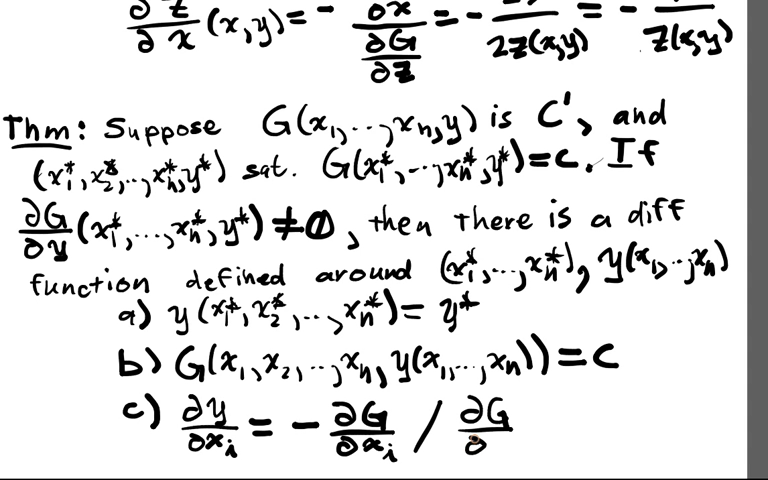 ∂z/∂x (x,y) = - ∂x/(∂G/∂z) = - /2z(x,y) = - /z(x,y)
Thm: Suppose G(x₁,...,xₙ,y) is C', and
(x₁*,x₂*,..,xₙ*,y*) sat. G(x₁*,...,xₙ*,y*)=c. If
∂G/∂y (x₁*,...,xₙ*,y*) ≠ 0, then there is a diff
function defined around (x₁*,...,xₙ*), y(x₁,...,xₙ)
a) y(x₁*,x₂*,...,xₙ*) = y*
b) G(x₁,x₂,...,xₙ,y(x₁,...,xₙ)) = c
c) ∂y/∂xᵢ = - ∂G/∂xᵢ / ∂G/∂